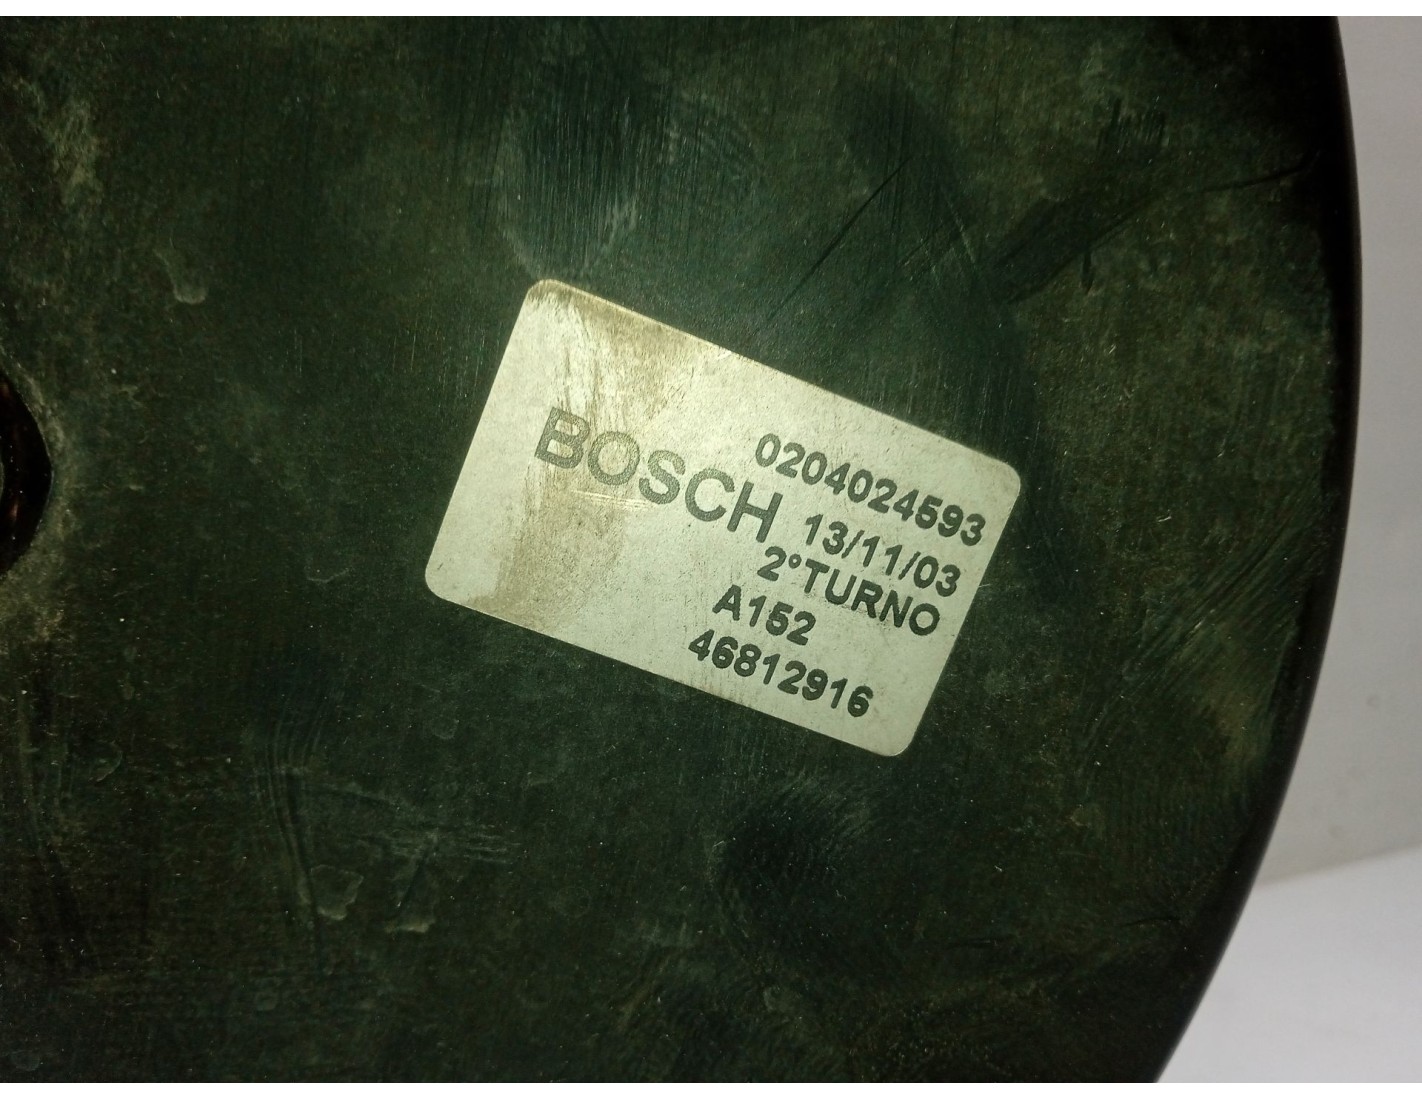 0204024593
BOSCH 13/11/03
2°TURNO
A152
46812916